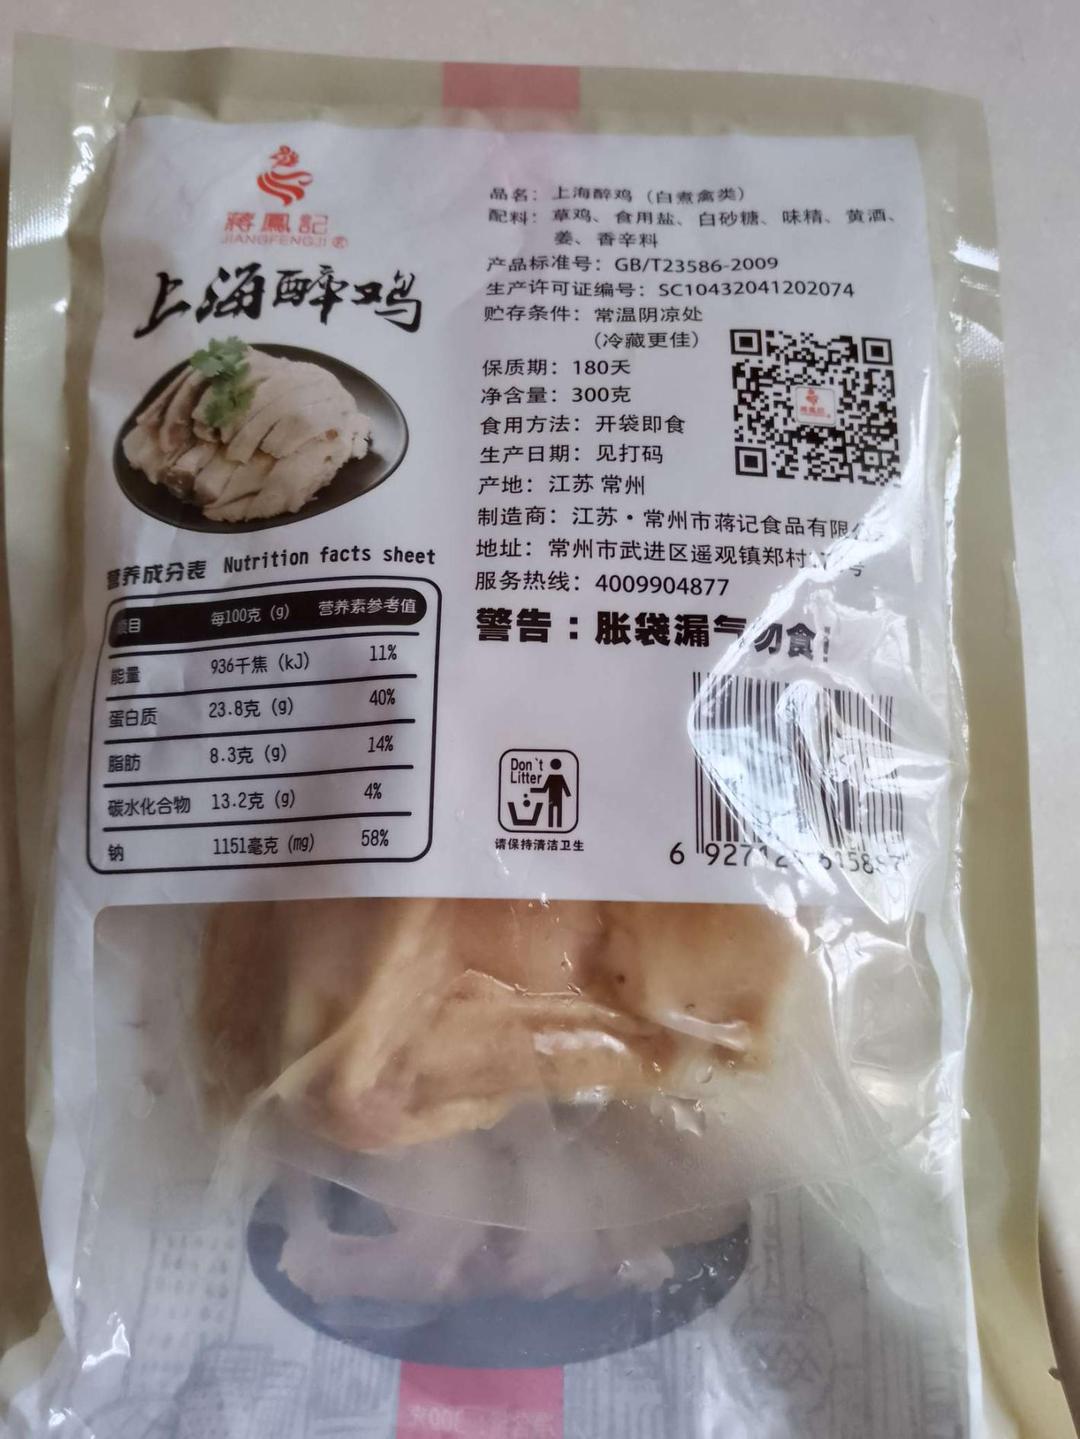 蔣鳳記
JIANGFENGJI
上海醉鸡
品名：上海醉鸡（白煮禽类）
配料：草鸡、食用盐、白砂糖、味精、黄酒、
姜、香辛料
产品标准号：GB/T23586-2009
生产许可证编号：SC10432041202074
贮存条件：常温阴凉处
（冷藏更佳）
保质期：180天
净含量：300克
食用方法：开袋即食
生产日期：见打码
产地：江苏 常州
制造商：江苏·常州市蒋记食品有限
地址：常州市武进区遥观镇郑村
服务热线：4009904877
警告：胀袋漏气勿食！
营养成分表 Nutrition facts sheet
项目 每100克（g） 营养素参考值
能量 936千焦（kJ） 11%
蛋白质 23.8克（g） 40%
脂肪 8.3克（g） 14%
碳水化合物 13.2克（g） 4%
钠 1151毫克（mg） 58%
Don't
Litter
请保持清洁卫生